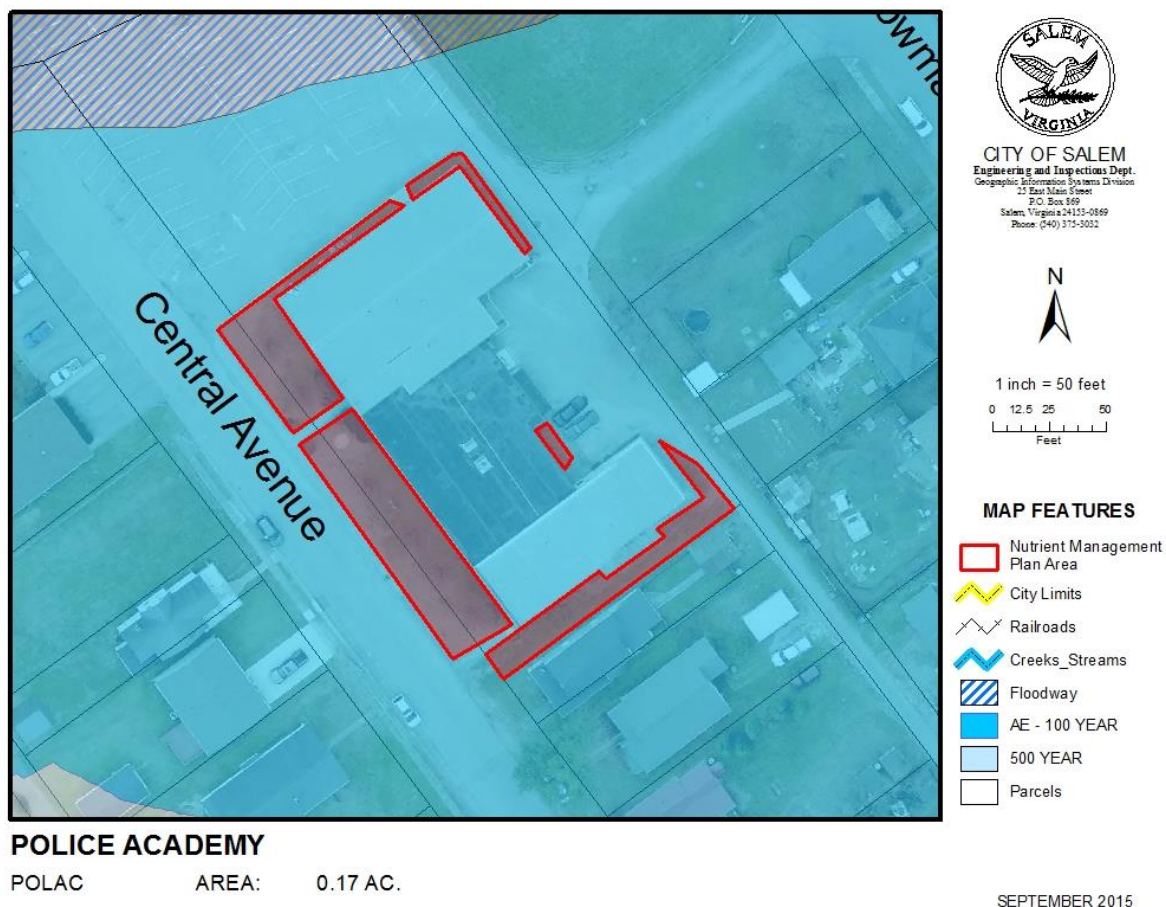 Central Avenue
SALEM
VIRGINIA
CITY OF SALEM
Engineering and Inspections Dept.
Geographic Information Systems Division
25 East Main Street
P.O. Box 869
Salem, Virginia 24153-0869
Phone: (540) 375-3032
N
1 inch = 50 feet
0 12.5 25 50
Feet
MAP FEATURES
Nutrient Management
Plan Area
City Limits
Railroads
Creeks_Streams
Floodway
AE - 100 YEAR
500 YEAR
Parcels
POLICE ACADEMY
POLAC AREA: 0.17 AC.
SEPTEMBER 2015